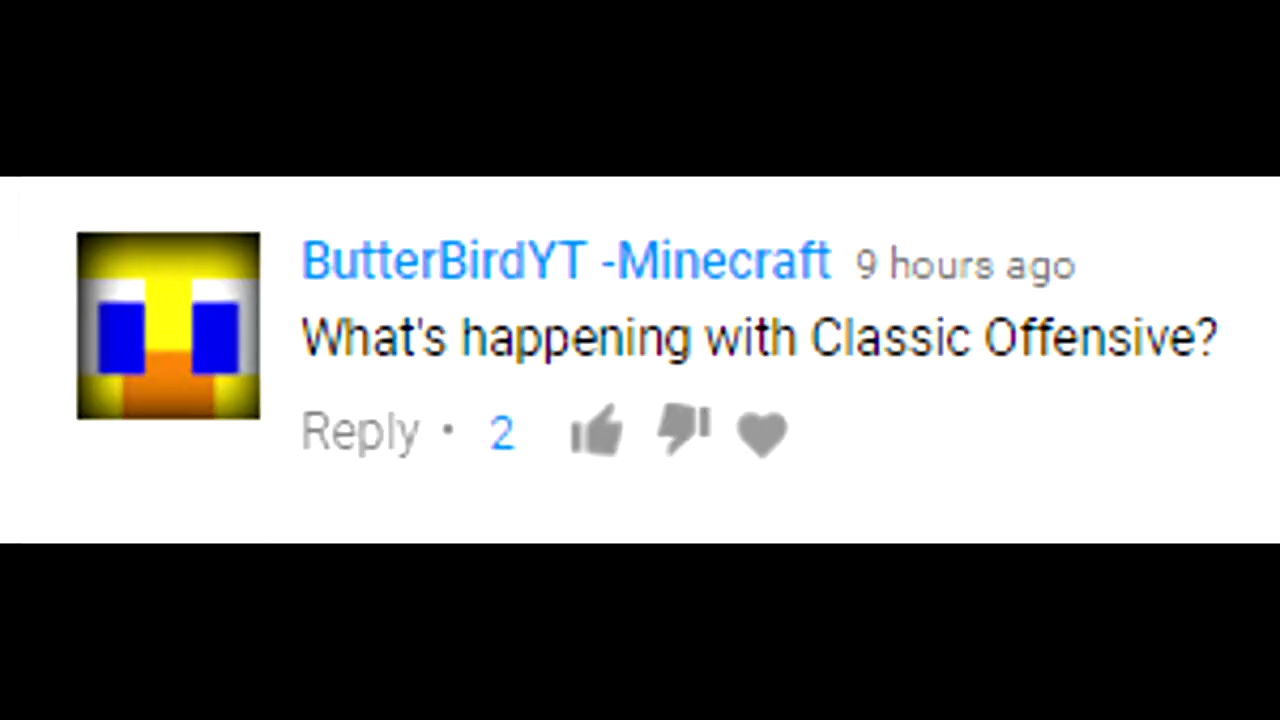 ButterBirdYT -Minecraft 9 hours ago
What's happening with Classic Offensive?
Reply • 2